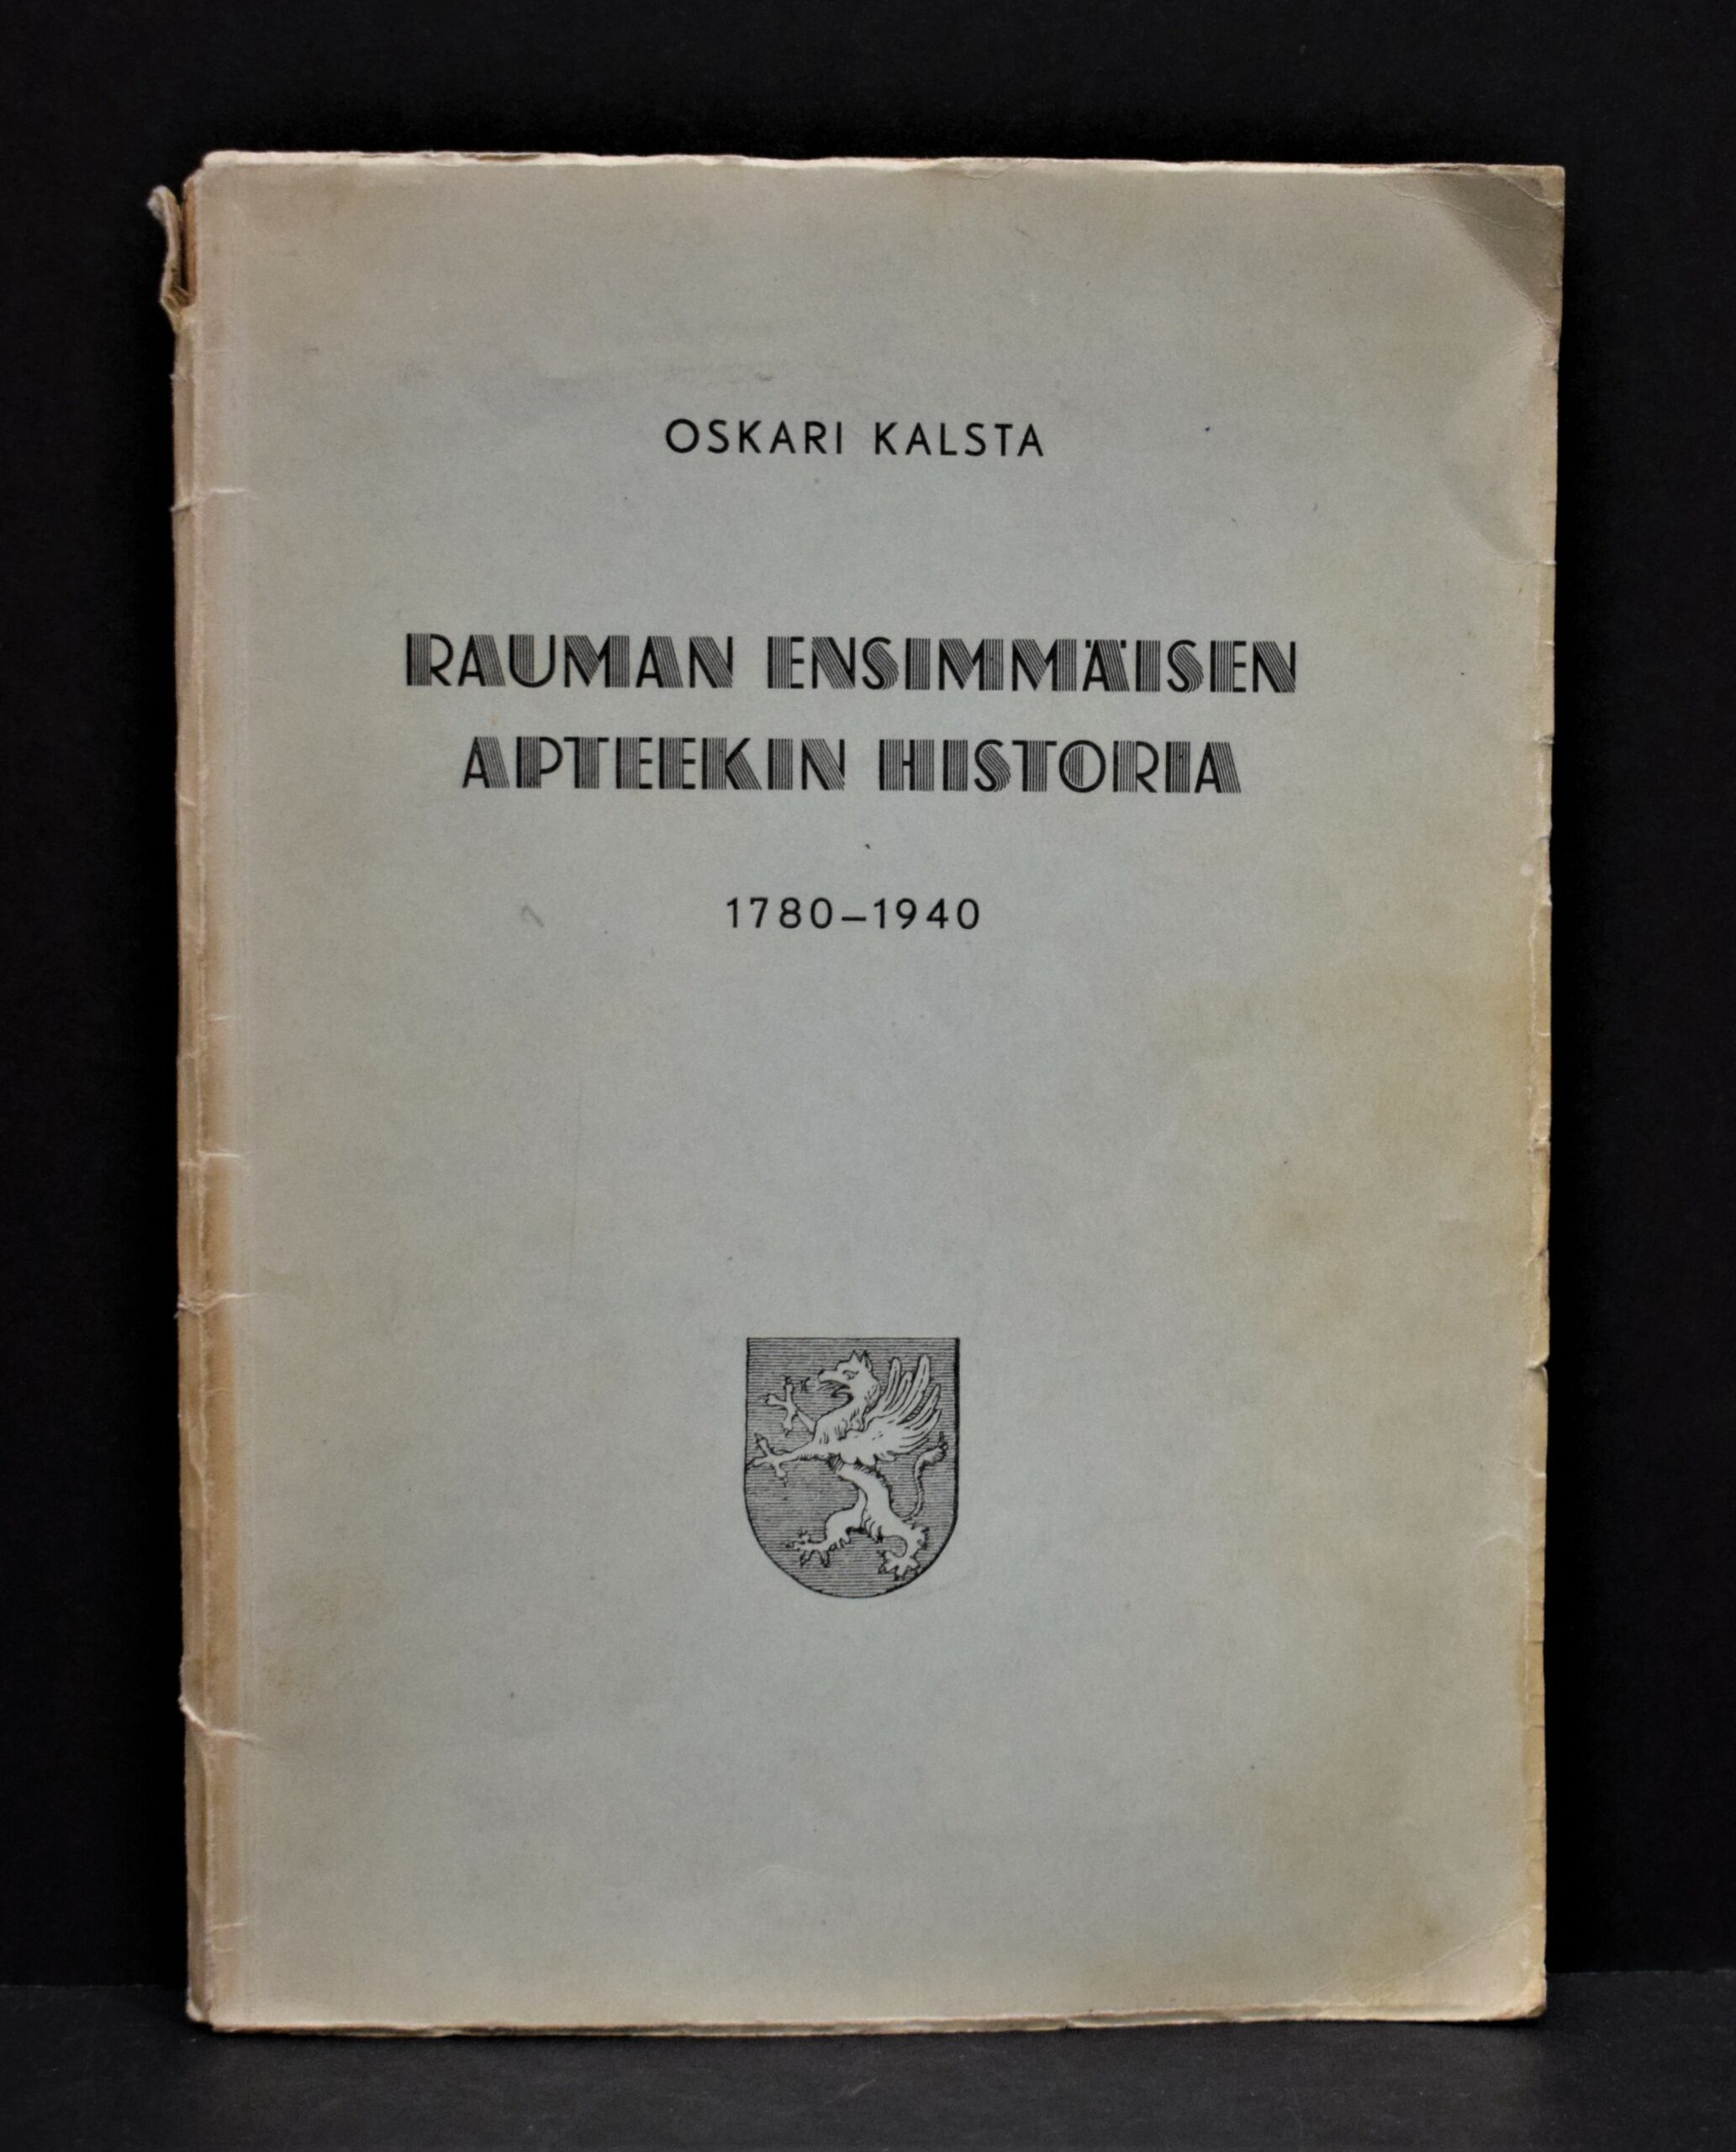 OSKARI KALSTA
RAUMAN ENSIMMÄISEN
APTEEKIN HISTORIA
1780–1940